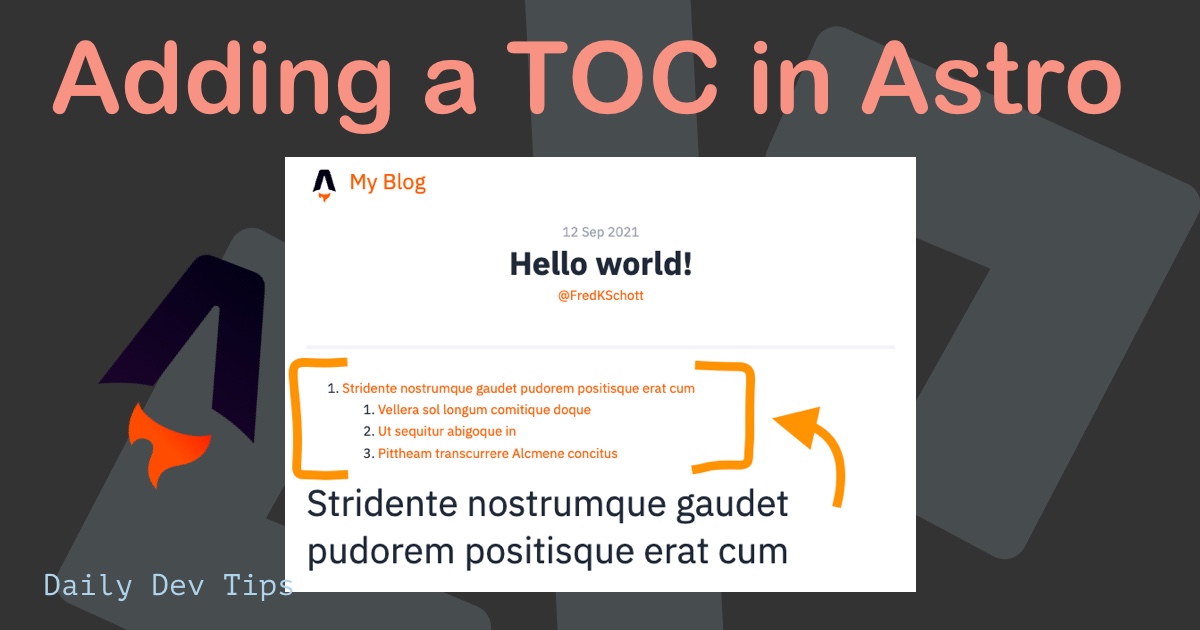 Adding a TOC in Astro
My Blog
12 Sep 2021
Hello world!
@FredKSchott
1. Stridente nostrumque gaudet pudorem positisque erat cum
1. Vellera sol longum comitique doque
2. Ut sequitur abigoque in
3. Pittheam transcurrere Alcmene concitus
Stridente nostrumque gaudet
pudorem positisque erat cum
Daily Dev Tips